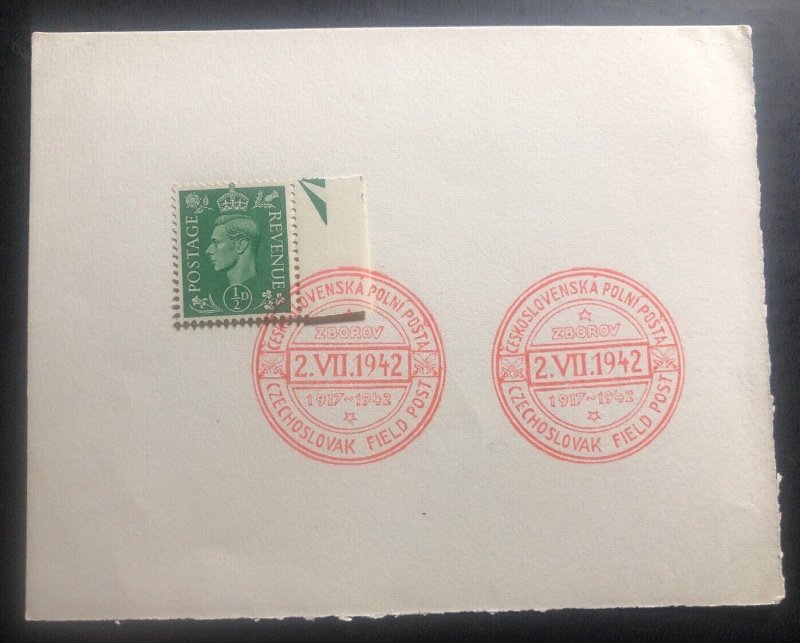 POSTAGE
REVENUE
½D
ČESKOSLOVENSKÁ POLNÍ POŠTA
ZBOROV
2.VII.1942
1917~1942
CZECHOSLOVAK FIELD POST
ČESKOSLOVENSKÁ POLNÍ POŠTA
ZBOROV
2.VII.1942
1917~1942
CZECHOSLOVAK FIELD POST